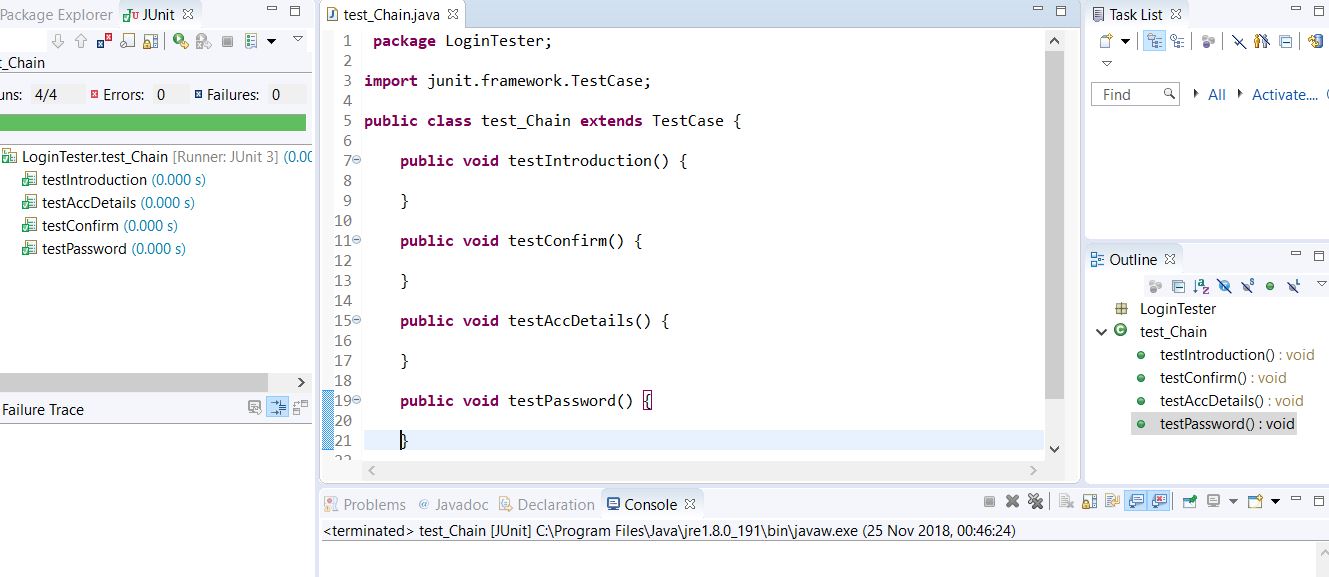 Package Explorer JUnit
test_Chain.java
Task List
t_Chain
uns: 4/4 Errors: 0 Failures: 0
LoginTester.test_Chain [Runner: JUnit 3] (0.00
testIntroduction (0.000 s)
testAccDetails (0.000 s)
testConfirm (0.000 s)
testPassword (0.000 s)
Failure Trace
1 package LoginTester;
2
3 import junit.framework.TestCase;
4
5 public class test_Chain extends TestCase {
6
7 public void testIntroduction() {
8
9 }
10
11 public void testConfirm() {
12
13 }
14
15 public void testAccDetails() {
16
17 }
18
19 public void testPassword() {
20
21 }
22
Find All Activate....
Outline
LoginTester
test_Chain
testIntroduction() : void
testConfirm() : void
testAccDetails() : void
testPassword() : void
Problems @ Javadoc Declaration Console
<terminated> test_Chain [JUnit] C:\Program Files\Java\jre1.8.0_191\bin\javaw.exe (25 Nov 2018, 00:46:24)